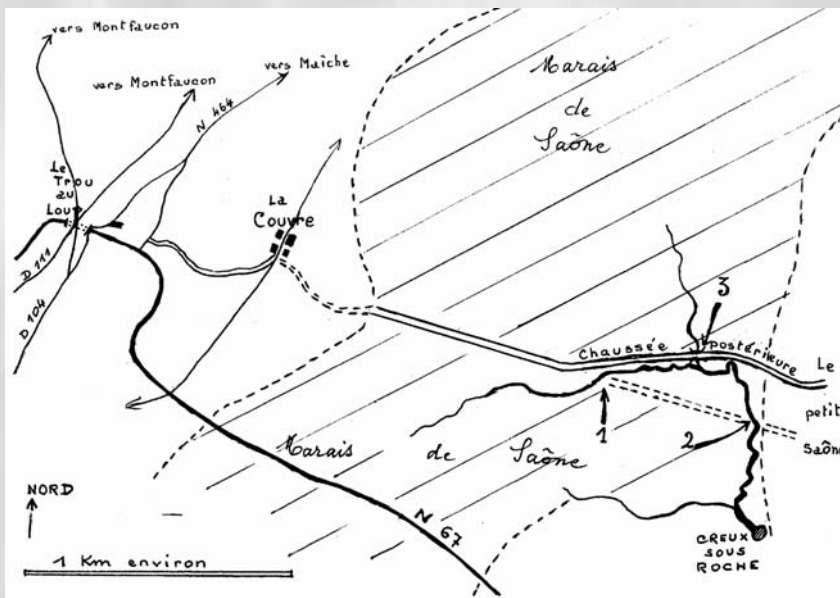 vers Montfaucon
vers Montfaucon
vers Maîche
N 464
Le
Trou
au
Loup
D 111
D 104
La
Couvre
Marais
de
Saône
3
Chaussée postérieure
Le
petit
Saône
1
2
Marais de Saône
N 67
NORD
1 Km environ
CREUX
SOUS
ROCHE